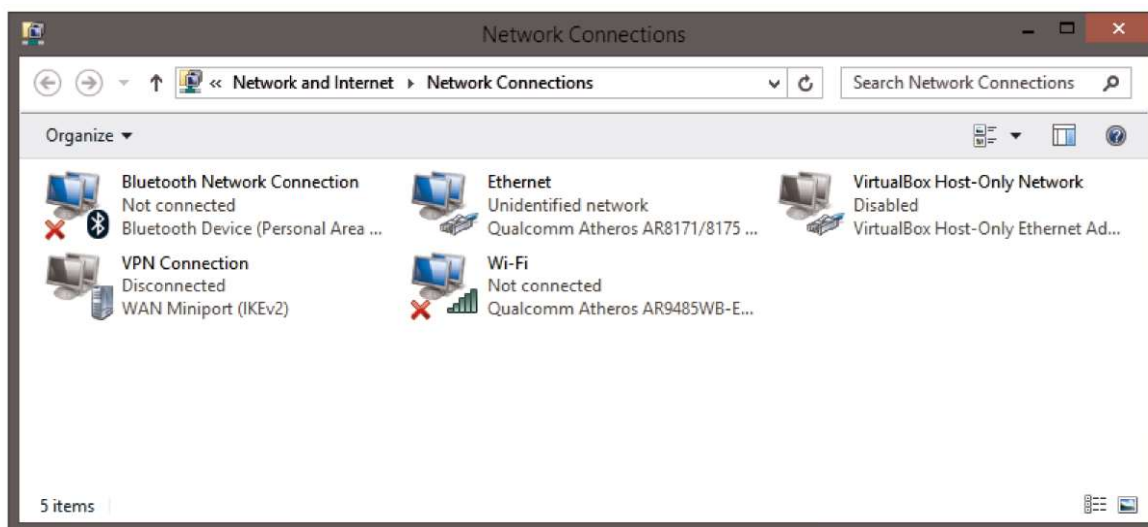 Network Connections
« Network and Internet Network Connections
Search Network Connections
Organize
Bluetooth Network Connection
Not connected
Bluetooth Device (Personal Area ...
Ethernet
Unidentified network
Qualcomm Atheros AR8171/8175 ...
VirtualBox Host-Only Network
Disabled
VirtualBox Host-Only Ethernet Ad...
VPN Connection
Disconnected
WAN Miniport (IKEv2)
Wi-Fi
Not connected
Qualcomm Atheros AR9485WB-E...
5 items